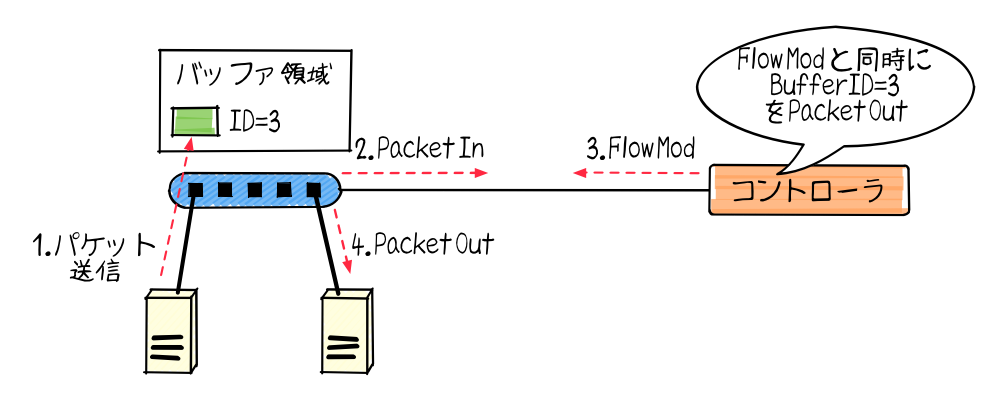 バッファ領域
ID=3
FlowModと同時に
BufferID=3
をPacketOut
2.PacketIn
3.FlowMod
コントローラ
1.パケット
送信
4.PacketOut